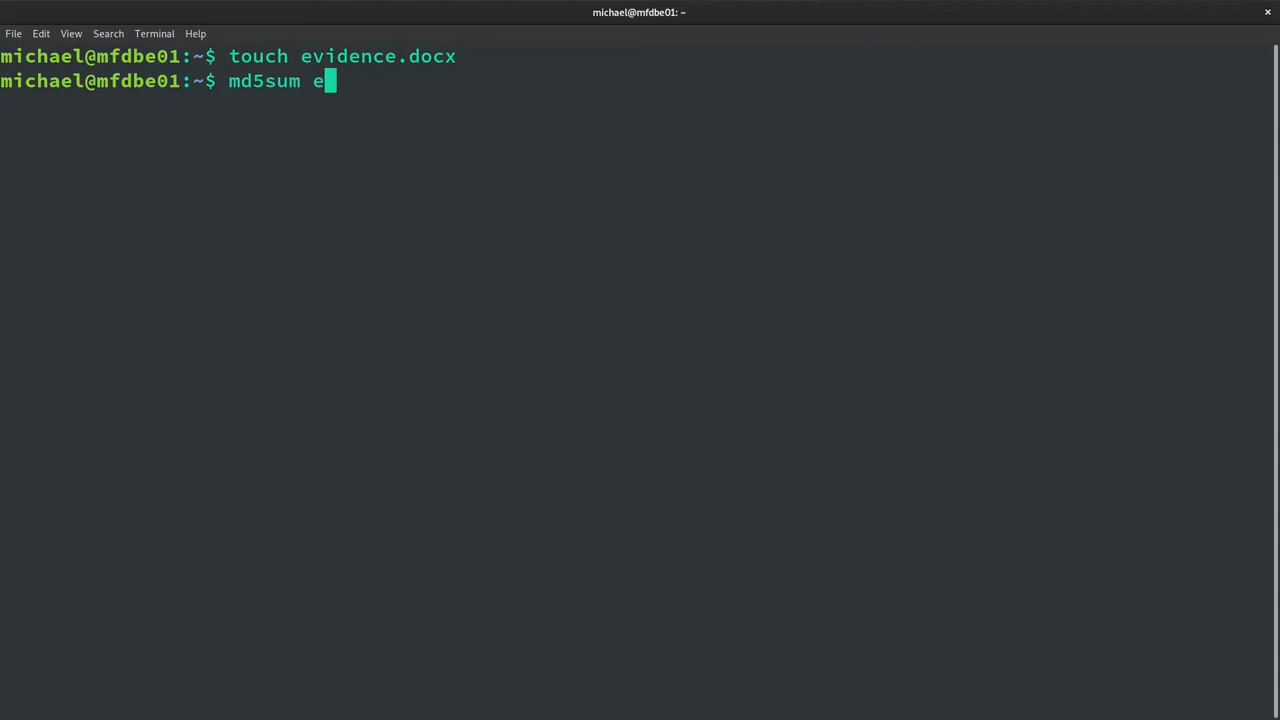 michael@mfdbe01: ~
×
File Edit View Search Terminal Help
michael@mfdbe01:~$ touch evidence.docx
michael@mfdbe01:~$ md5sum e